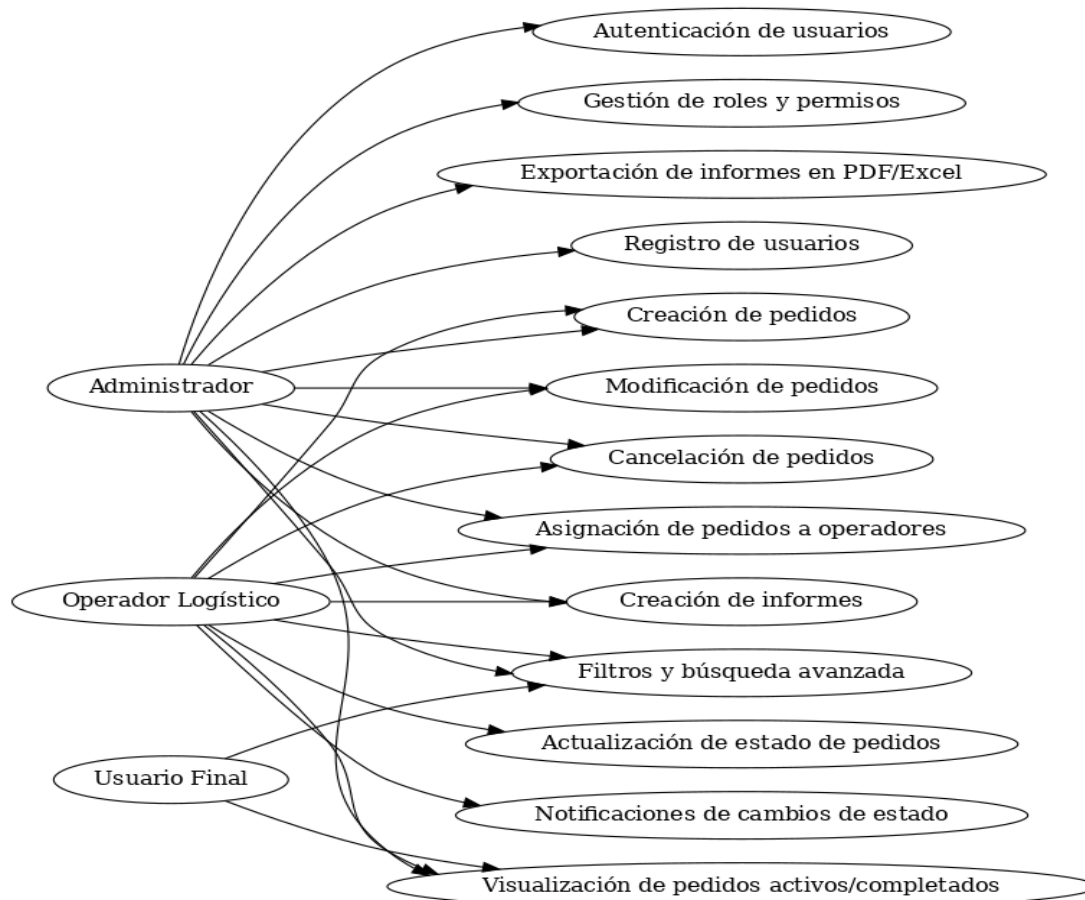 Autenticación de usuarios
Gestión de roles y permisos
Exportación de informes en PDF/Excel
Registro de usuarios
Creación de pedidos
Administrador
Modificación de pedidos
Cancelación de pedidos
Asignación de pedidos a operadores
Operador Logístico
Creación de informes
Filtros y búsqueda avanzada
Actualización de estado de pedidos
Usuario Final
Notificaciones de cambios de estado
Visualización de pedidos activos/completados